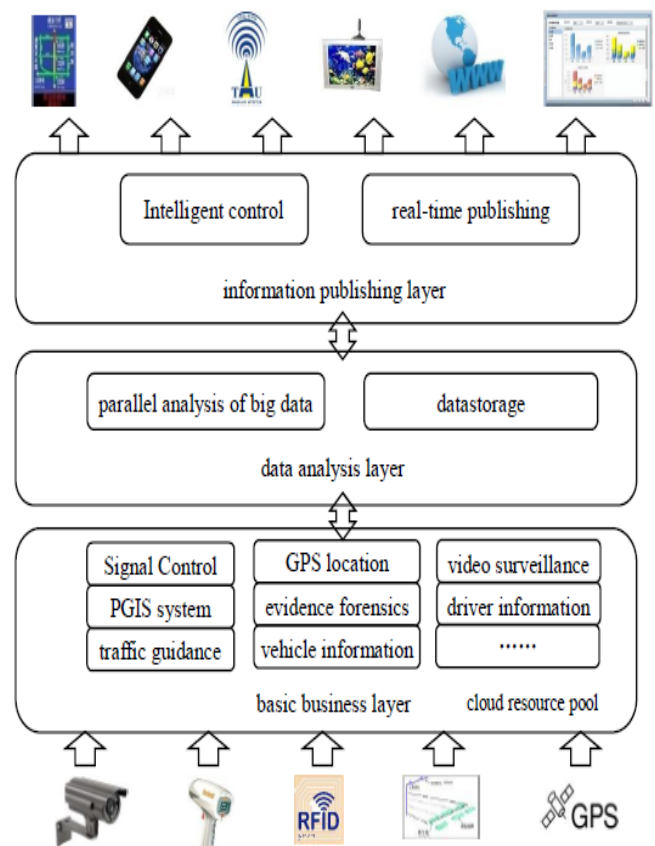 TAU
WWW
Intelligent control
real-time publishing
information publishing layer
parallel analysis of big data
datastorage
data analysis layer
Signal Control
GPS location
video surveillance
PGIS system
evidence forensics
driver information
traffic guidance
vehicle information
······
basic business layer
cloud resource pool
RFID
GPS